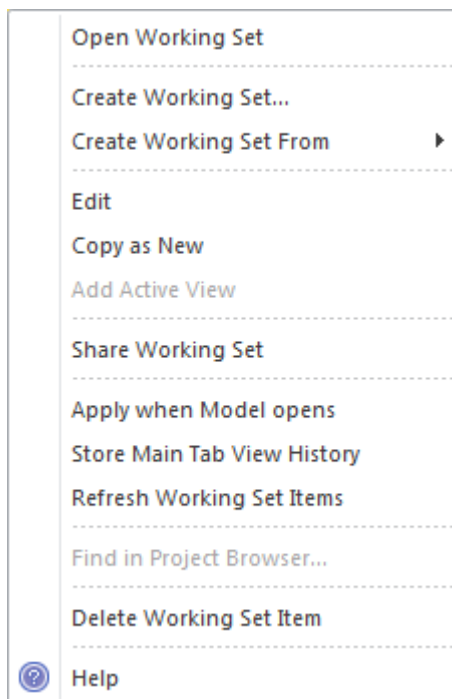 Open Working Set
Create Working Set...
Create Working Set From
Edit
Copy as New
Add Active View
Share Working Set
Apply when Model opens
Store Main Tab View History
Refresh Working Set Items
Find in Project Browser...
Delete Working Set Item
Help